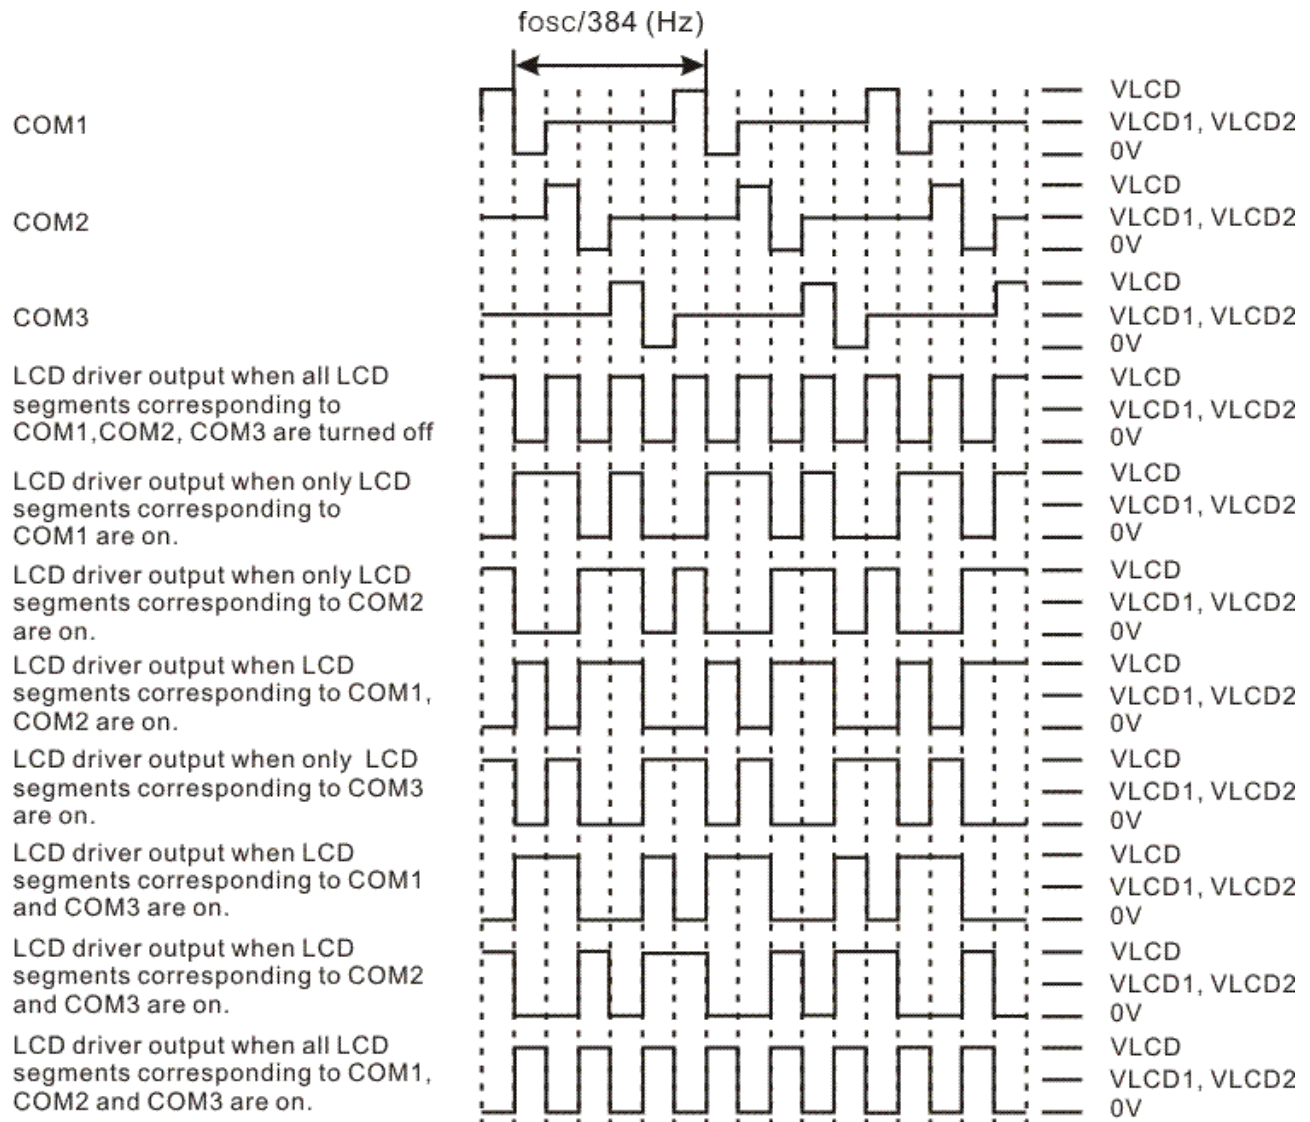 fosc/384 (Hz)
COM1
VLCD
VLCD1, VLCD2
0V
COM2
VLCD
VLCD1, VLCD2
0V
COM3
VLCD
VLCD1, VLCD2
0V
LCD driver output when all LCD
segments corresponding to
COM1,COM2, COM3 are turned off
VLCD
VLCD1, VLCD2
0V
LCD driver output when only LCD
segments corresponding to
COM1 are on.
VLCD
VLCD1, VLCD2
0V
LCD driver output when only LCD
segments corresponding to COM2
are on.
VLCD
VLCD1, VLCD2
0V
LCD driver output when LCD
segments corresponding to COM1,
COM2 are on.
VLCD
VLCD1, VLCD2
0V
LCD driver output when only LCD
segments corresponding to COM3
are on.
VLCD
VLCD1, VLCD2
0V
LCD driver output when LCD
segments corresponding to COM1
and COM3 are on.
VLCD
VLCD1, VLCD2
0V
LCD driver output when LCD
segments corresponding to COM2
and COM3 are on.
VLCD
VLCD1, VLCD2
0V
LCD driver output when all LCD
segments corresponding to COM1,
COM2 and COM3 are on.
VLCD
VLCD1, VLCD2
0V